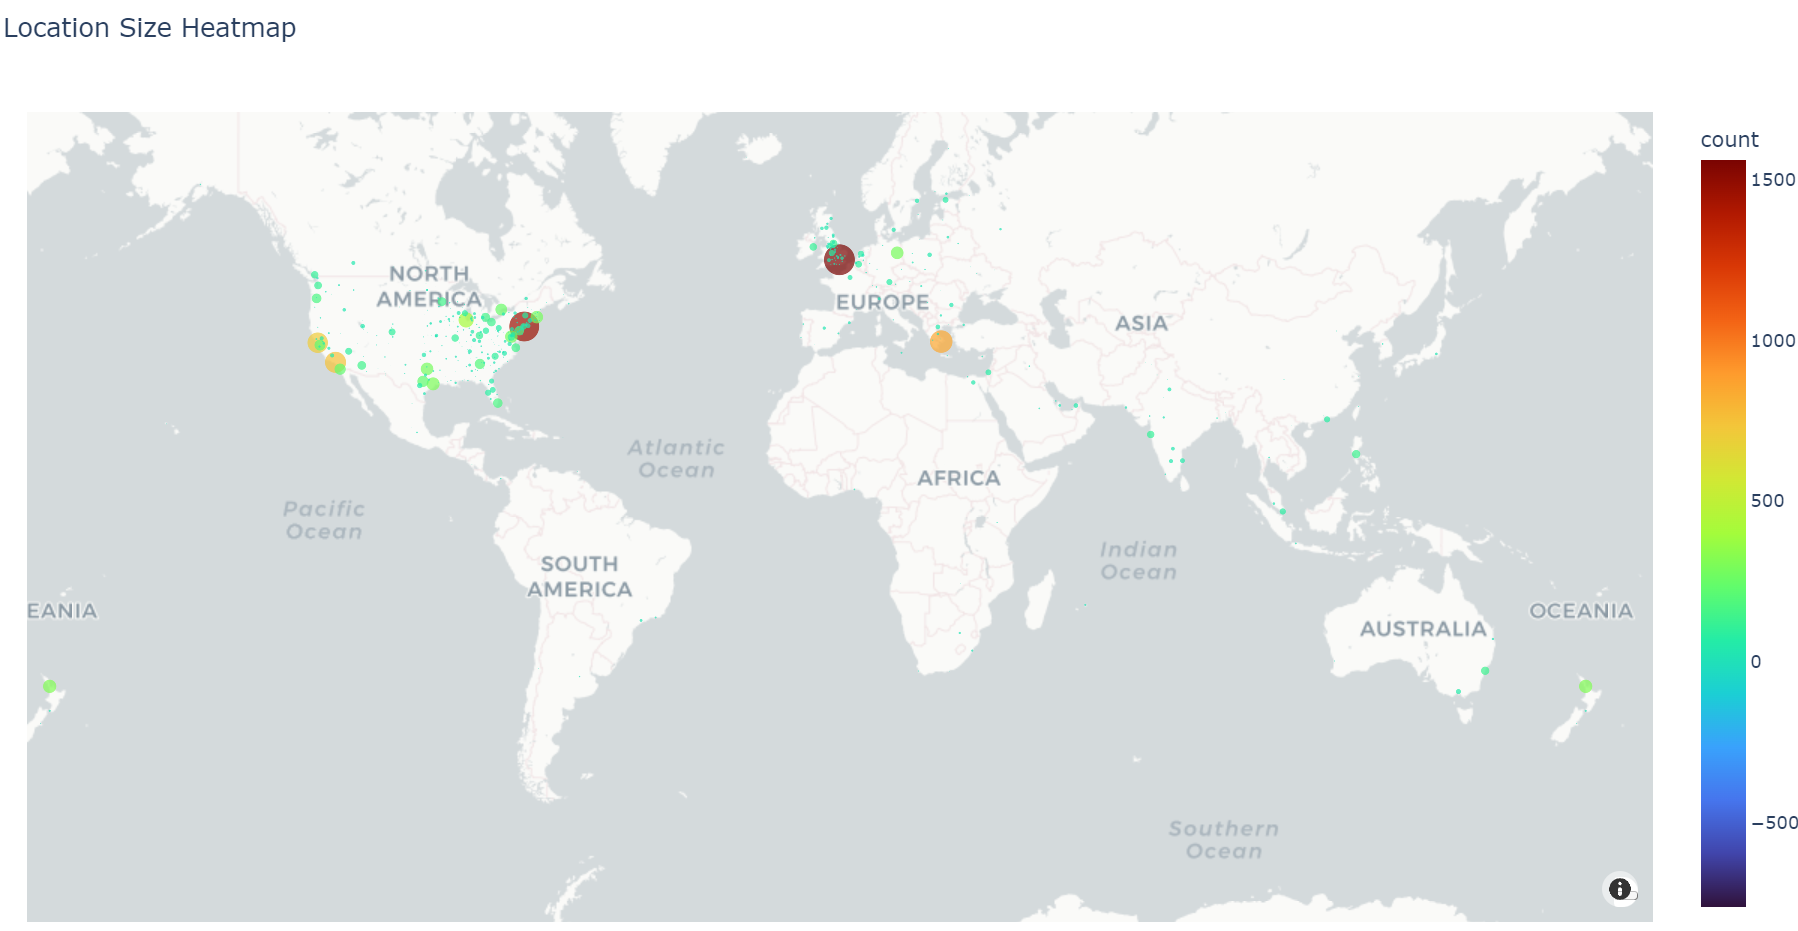 Location Size Heatmap
count
1500
1000
500
0
−500
NORTH
AMERICA
EUROPE
ASIA
Atlantic
Ocean
AFRICA
Pacific
Ocean
SOUTH
AMERICA
Indian
Ocean
EANIA
OCEANIA
AUSTRALIA
Southern
Ocean